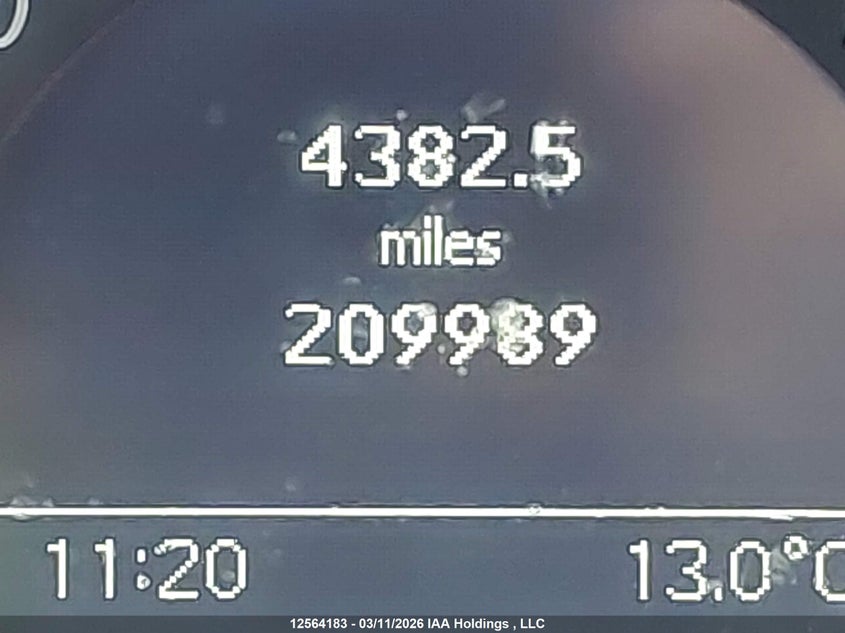 4382.5
miles
209989
11:20 13.0°C
12564183 - 03/11/2026 IAA Holdings , LLC